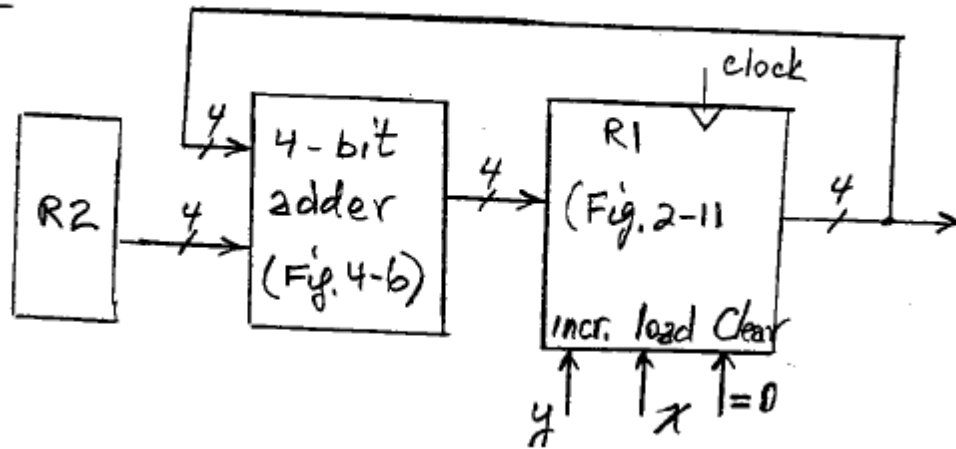 clock
R2
4
4
4-bit
adder
(Fig. 4-b)
4
R1
(Fig. 2-11
incr. load Clear
4
y
x
=0